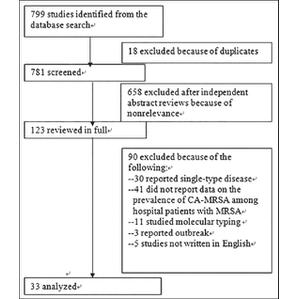 799 studies identified from the
database search
18 excluded because of duplicates
781 screened
658 excluded after independent
abstract reviews because of
nonrelevance
123 reviewed in full
90 excluded because of the
following:
--30 reported single-type disease
--41 did not report data on the
prevalence of CA-MRSA among
hospital patients with MRSA
--11 studied molecular typing
--3 reported outbreak
--5 studies not written in English
33 analyzed